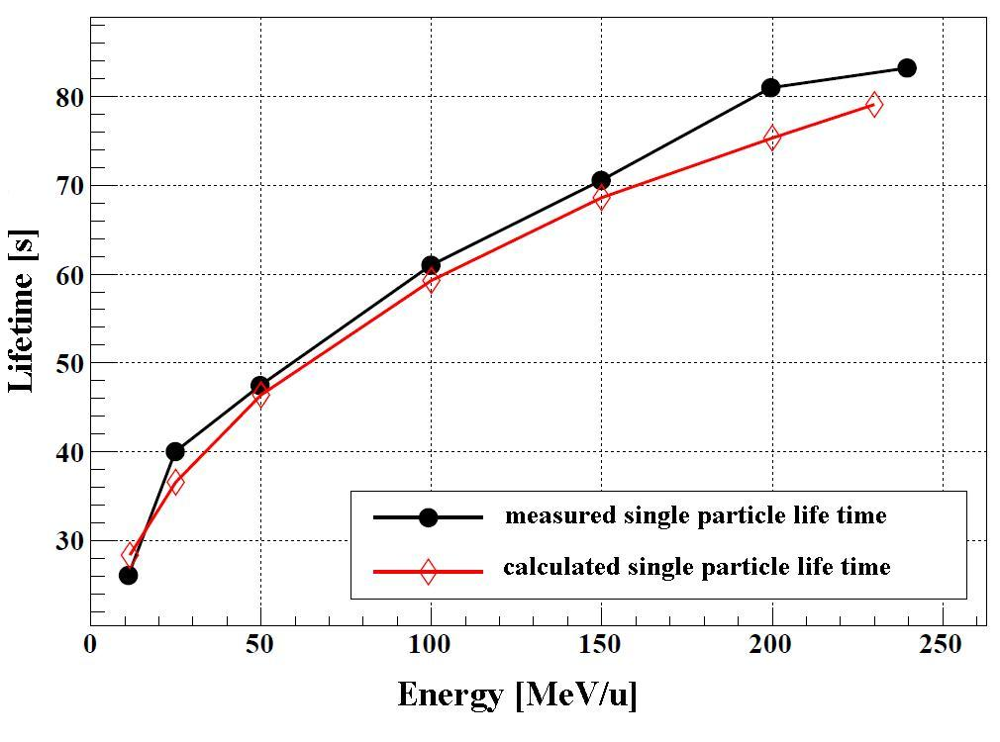 80
70
60
50
40
30
Lifetime [s]
measured single particle life time
calculated single particle life time
0 50 100 150 200 250
Energy [MeV/u]